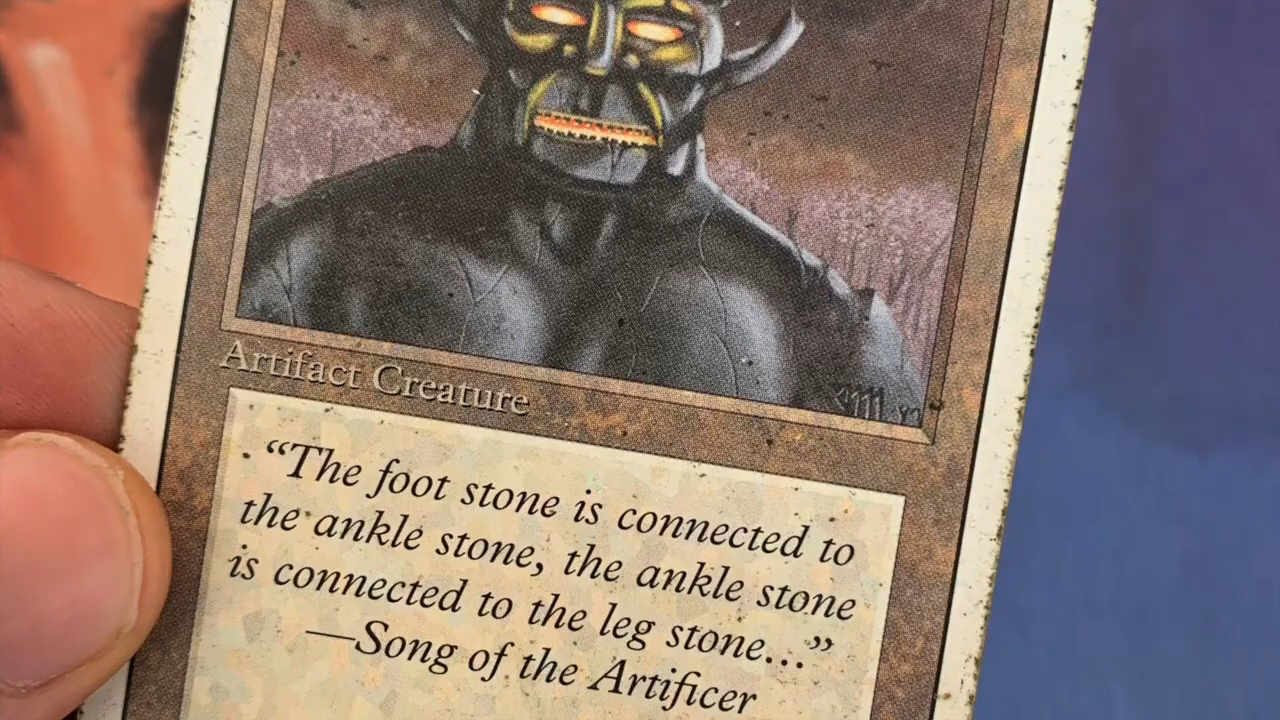 Artifact Creature
“The foot stone is connected to
the ankle stone, the ankle stone
is connected to the leg stone...”
—Song of the Artificer